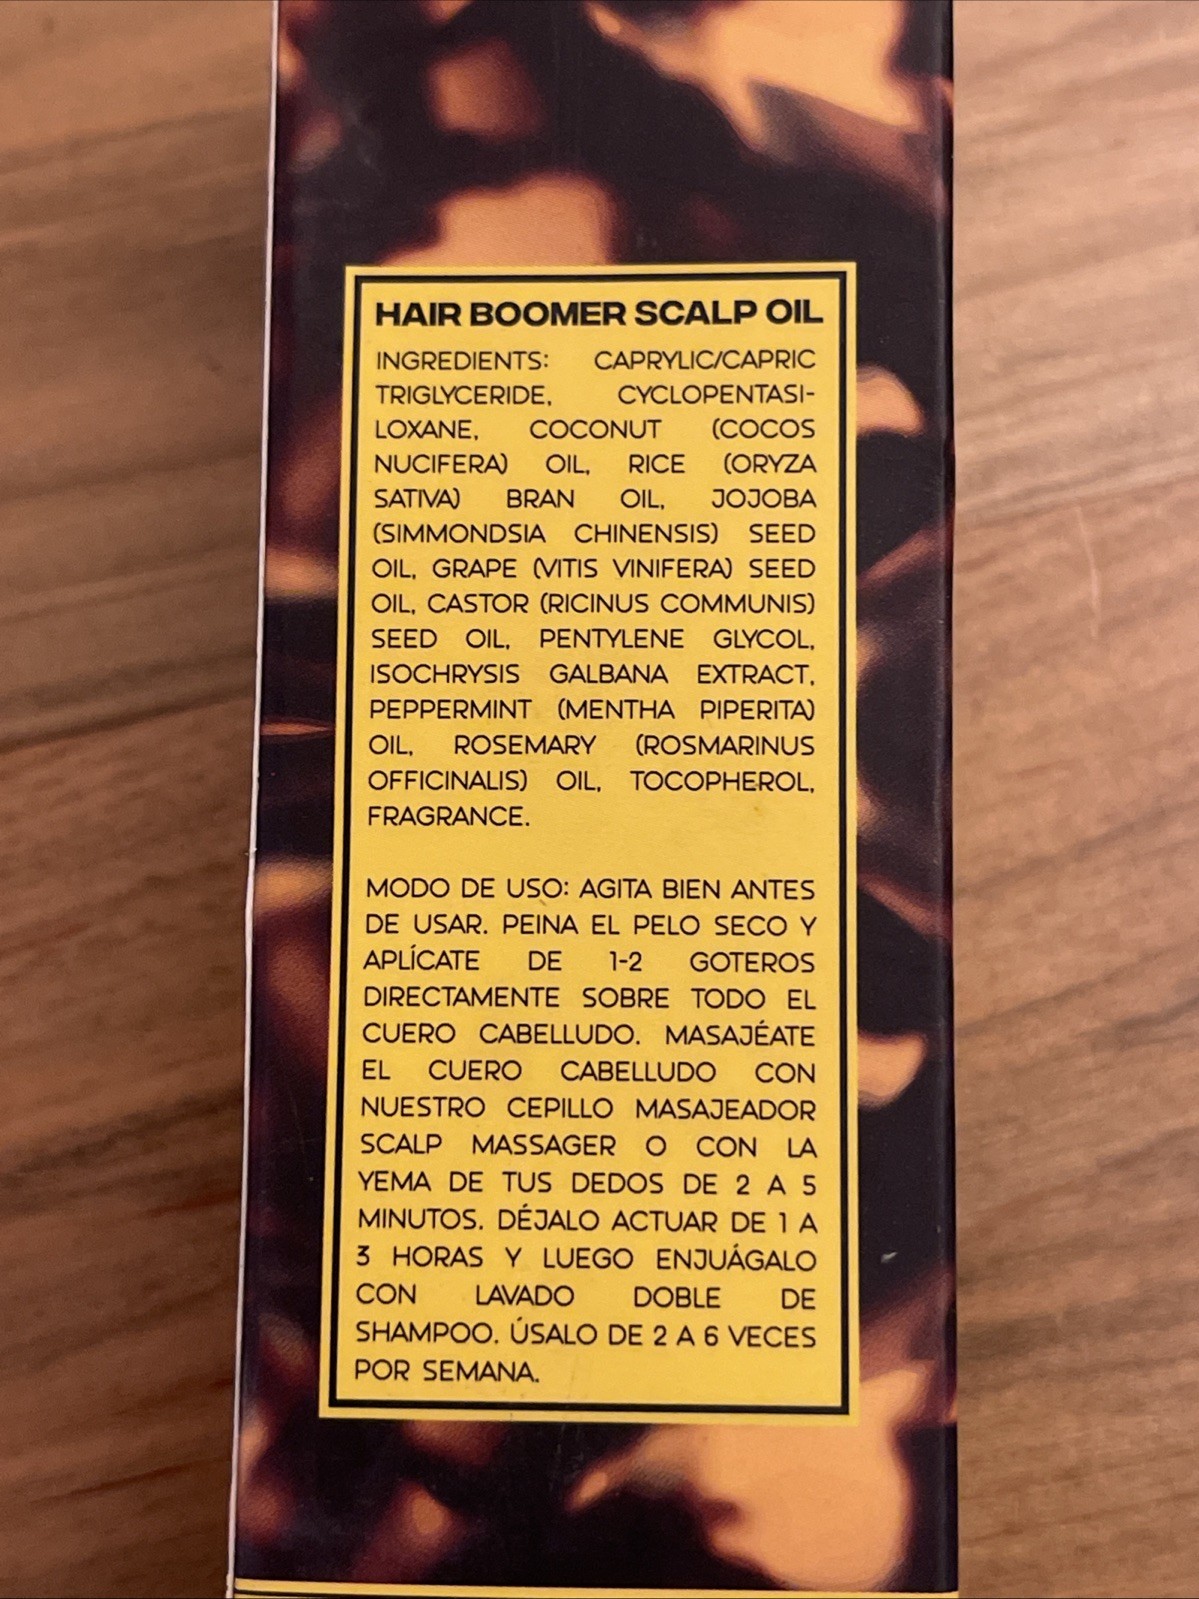 HAIR BOOMER SCALP OIL
INGREDIENTS: CAPRYLIC/CAPRIC
TRIGLYCERIDE, CYCLOPENTASI-
LOXANE, COCONUT (COCOS
NUCIFERA) OIL, RICE (ORYZA
SATIVA) BRAN OIL, JOJOBA
(SIMMONDSIA CHINENSIS) SEED
OIL, GRAPE (VITIS VINIFERA) SEED
OIL, CASTOR (RICINUS COMMUNIS)
SEED OIL, PENTYLENE GLYCOL,
ISOCHRYSIS GALBANA EXTRACT,
PEPPERMINT (MENTHA PIPERITA)
OIL, ROSEMARY (ROSMARINUS
OFFICINALIS) OIL, TOCOPHEROL,
FRAGRANCE.
MODO DE USO: AGITA BIEN ANTES
DE USAR. PEINA EL PELO SECO Y
APLÍCATE DE 1-2 GOTEROS
DIRECTAMENTE SOBRE TODO EL
CUERO CABELLUDO. MASAJÉATE
EL CUERO CABELLUDO CON
NUESTRO CEPILLO MASAJEADOR
SCALP MASSAGER O CON LA
YEMA DE TUS DEDOS DE 2 A 5
MINUTOS. DÉJALO ACTUAR DE 1 A
3 HORAS Y LUEGO ENJUÁGALO
CON LAVADO DOBLE DE
SHAMPOO. ÚSALO DE 2 A 6 VECES
POR SEMANA.